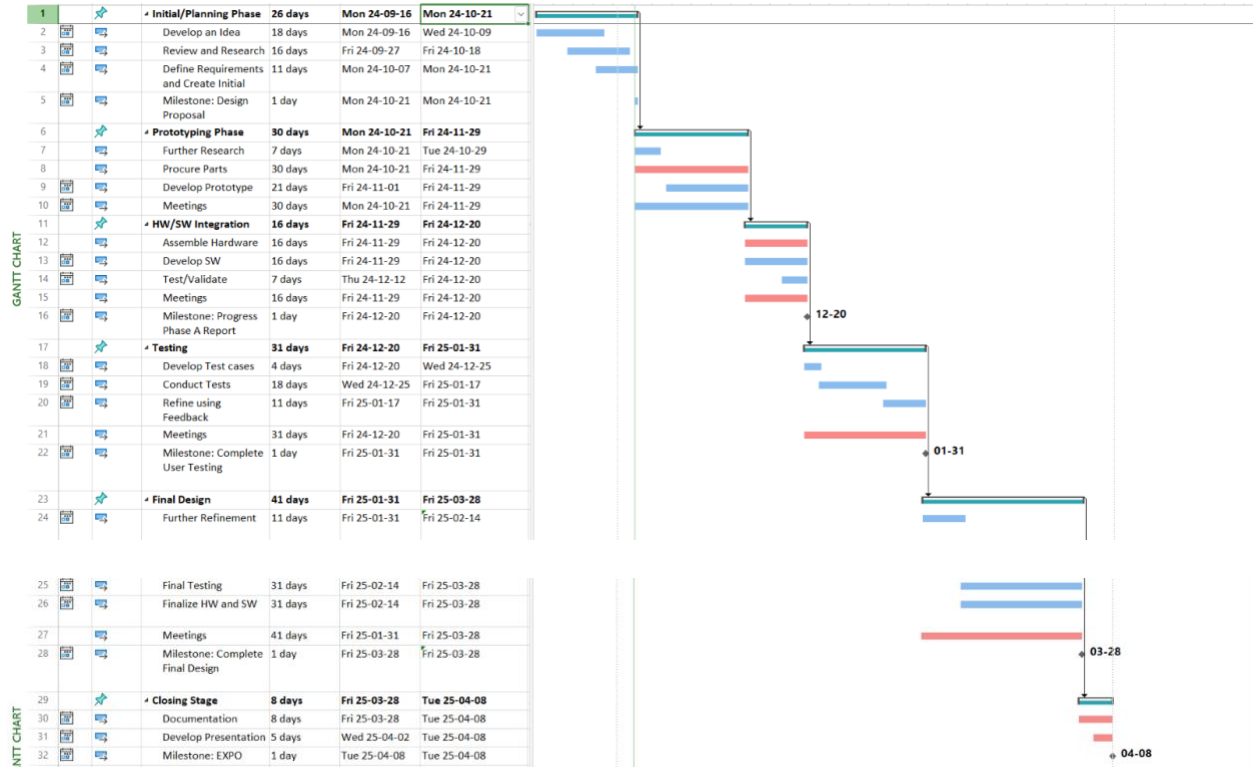 1 Initial/Planning Phase 26 days Mon 24-09-16 Mon 24-10-21
2 Develop an Idea 18 days Mon 24-09-16 Wed 24-10-09
3 Review and Research 16 days Fri 24-09-27 Fri 24-10-18
4 Define Requirements 11 days Mon 24-10-07 Mon 24-10-21
and Create Initial
5 Milestone: Design 1 day Mon 24-10-21 Mon 24-10-21
Proposal
6 Prototyping Phase 30 days Mon 24-10-21 Fri 24-11-29
7 Further Research 7 days Mon 24-10-21 Tue 24-10-29
8 Procure Parts 30 days Mon 24-10-21 Fri 24-11-29
9 Develop Prototype 21 days Fri 24-11-01 Fri 24-11-29
10 Meetings 30 days Mon 24-10-21 Fri 24-11-29
11 HW/SW Integration 16 days Fri 24-11-29 Fri 24-12-20
12 Assemble Hardware 16 days Fri 24-11-29 Fri 24-12-20
GANTT CHART
13 Develop SW 16 days Fri 24-11-29 Fri 24-12-20
14 Test/Validate 7 days Thu 24-12-12 Fri 24-12-20
15 Meetings 16 days Fri 24-11-29 Fri 24-12-20
16 Milestone: Progress 1 day Fri 24-12-20 Fri 24-12-20 12-20
Phase A Report
17 Testing 31 days Fri 24-12-20 Fri 25-01-31
18 Develop Test cases 4 days Fri 24-12-20 Wed 24-12-25
19 Conduct Tests 18 days Wed 24-12-25 Fri 25-01-17
20 Refine using 11 days Fri 25-01-17 Fri 25-01-31
Feedback
21 Meetings 31 days Fri 24-12-20 Fri 25-01-31
22 Milestone: Complete 1 day Fri 25-01-31 Fri 25-01-31 01-31
User Testing
23 Final Design 41 days Fri 25-01-31 Fri 25-03-28
24 Further Refinement 11 days Fri 25-01-31 Fri 25-02-14
25 Final Testing 31 days Fri 25-02-14 Fri 25-03-28
26 Finalize HW and SW 31 days Fri 25-02-14 Fri 25-03-28
27 Meetings 41 days Fri 25-01-31 Fri 25-03-28
28 Milestone: Complete 1 day Fri 25-03-28 Fri 25-03-28 03-28
Final Design
29 Closing Stage 8 days Fri 25-03-28 Tue 25-04-08
30 Documentation 8 days Fri 25-03-28 Tue 25-04-08
NTT CHART
31 Develop Presentation 5 days Wed 25-04-02 Tue 25-04-08
32 Milestone: EXPO 1 day Tue 25-04-08 Tue 25-04-08 04-08